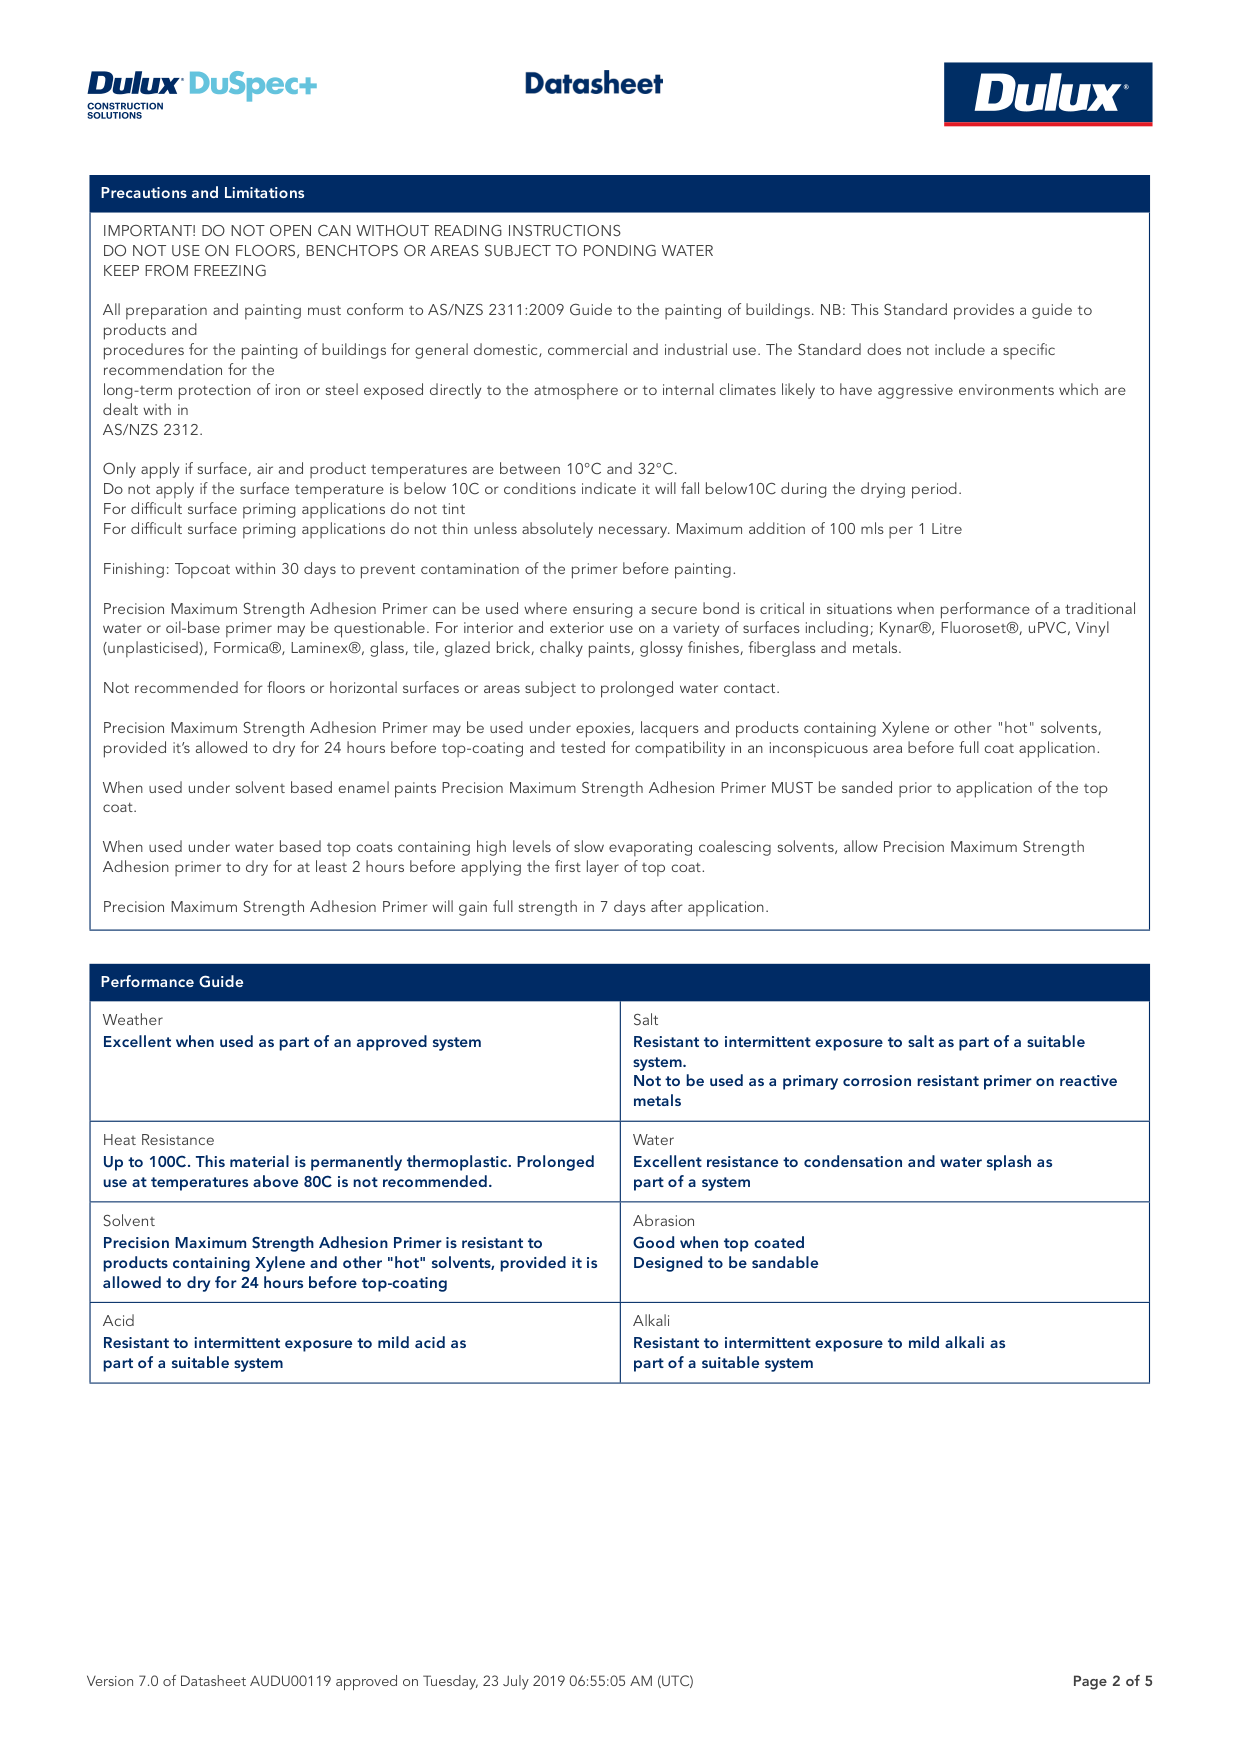 Dulux® DuSpec+
CONSTRUCTION
SOLUTIONS
Datasheet
Dulux®
Precautions and Limitations
IMPORTANT! DO NOT OPEN CAN WITHOUT READING INSTRUCTIONS
DO NOT USE ON FLOORS, BENCHTOPS OR AREAS SUBJECT TO PONDING WATER
KEEP FROM FREEZING
All preparation and painting must conform to AS/NZS 2311:2009 Guide to the painting of buildings. NB: This Standard provides a guide to
products and
procedures for the painting of buildings for general domestic, commercial and industrial use. The Standard does not include a specific
recommendation for the
long-term protection of iron or steel exposed directly to the atmosphere or to internal climates likely to have aggressive environments which are
dealt with in
AS/NZS 2312.
Only apply if surface, air and product temperatures are between 10°C and 32°C.
Do not apply if the surface temperature is below 10C or conditions indicate it will fall below10C during the drying period.
For difficult surface priming applications do not tint
For difficult surface priming applications do not thin unless absolutely necessary. Maximum addition of 100 mls per 1 Litre
Finishing: Topcoat within 30 days to prevent contamination of the primer before painting.
Precision Maximum Strength Adhesion Primer can be used where ensuring a secure bond is critical in situations when performance of a traditional
water or oil-base primer may be questionable. For interior and exterior use on a variety of surfaces including; Kynar®, Fluoroset®, uPVC, Vinyl
(unplasticised), Formica®, Laminex®, glass, tile, glazed brick, chalky paints, glossy finishes, fiberglass and metals.
Not recommended for floors or horizontal surfaces or areas subject to prolonged water contact.
Precision Maximum Strength Adhesion Primer may be used under epoxies, lacquers and products containing Xylene or other "hot" solvents,
provided it's allowed to dry for 24 hours before top-coating and tested for compatibility in an inconspicuous area before full coat application.
When used under solvent based enamel paints Precision Maximum Strength Adhesion Primer MUST be sanded prior to application of the top
coat.
When used under water based top coats containing high levels of slow evaporating coalescing solvents, allow Precision Maximum Strength
Adhesion primer to dry for at least 2 hours before applying the first layer of top coat.
Precision Maximum Strength Adhesion Primer will gain full strength in 7 days after application.
Performance Guide
Weather
Excellent when used as part of an approved system
Salt
Resistant to intermittent exposure to salt as part of a suitable
system.
Not to be used as a primary corrosion resistant primer on reactive
metals
Heat Resistance
Up to 100C. This material is permanently thermoplastic. Prolonged
use at temperatures above 80C is not recommended.
Water
Excellent resistance to condensation and water splash as
part of a system
Solvent
Precision Maximum Strength Adhesion Primer is resistant to
products containing Xylene and other "hot" solvents, provided it is
allowed to dry for 24 hours before top-coating
Abrasion
Good when top coated
Designed to be sandable
Acid
Resistant to intermittent exposure to mild acid as
part of a suitable system
Alkali
Resistant to intermittent exposure to mild alkali as
part of a suitable system
Version 7.0 of Datasheet AUDU00119 approved on Tuesday, 23 July 2019 06:55:05 AM (UTC)
Page 2 of 5